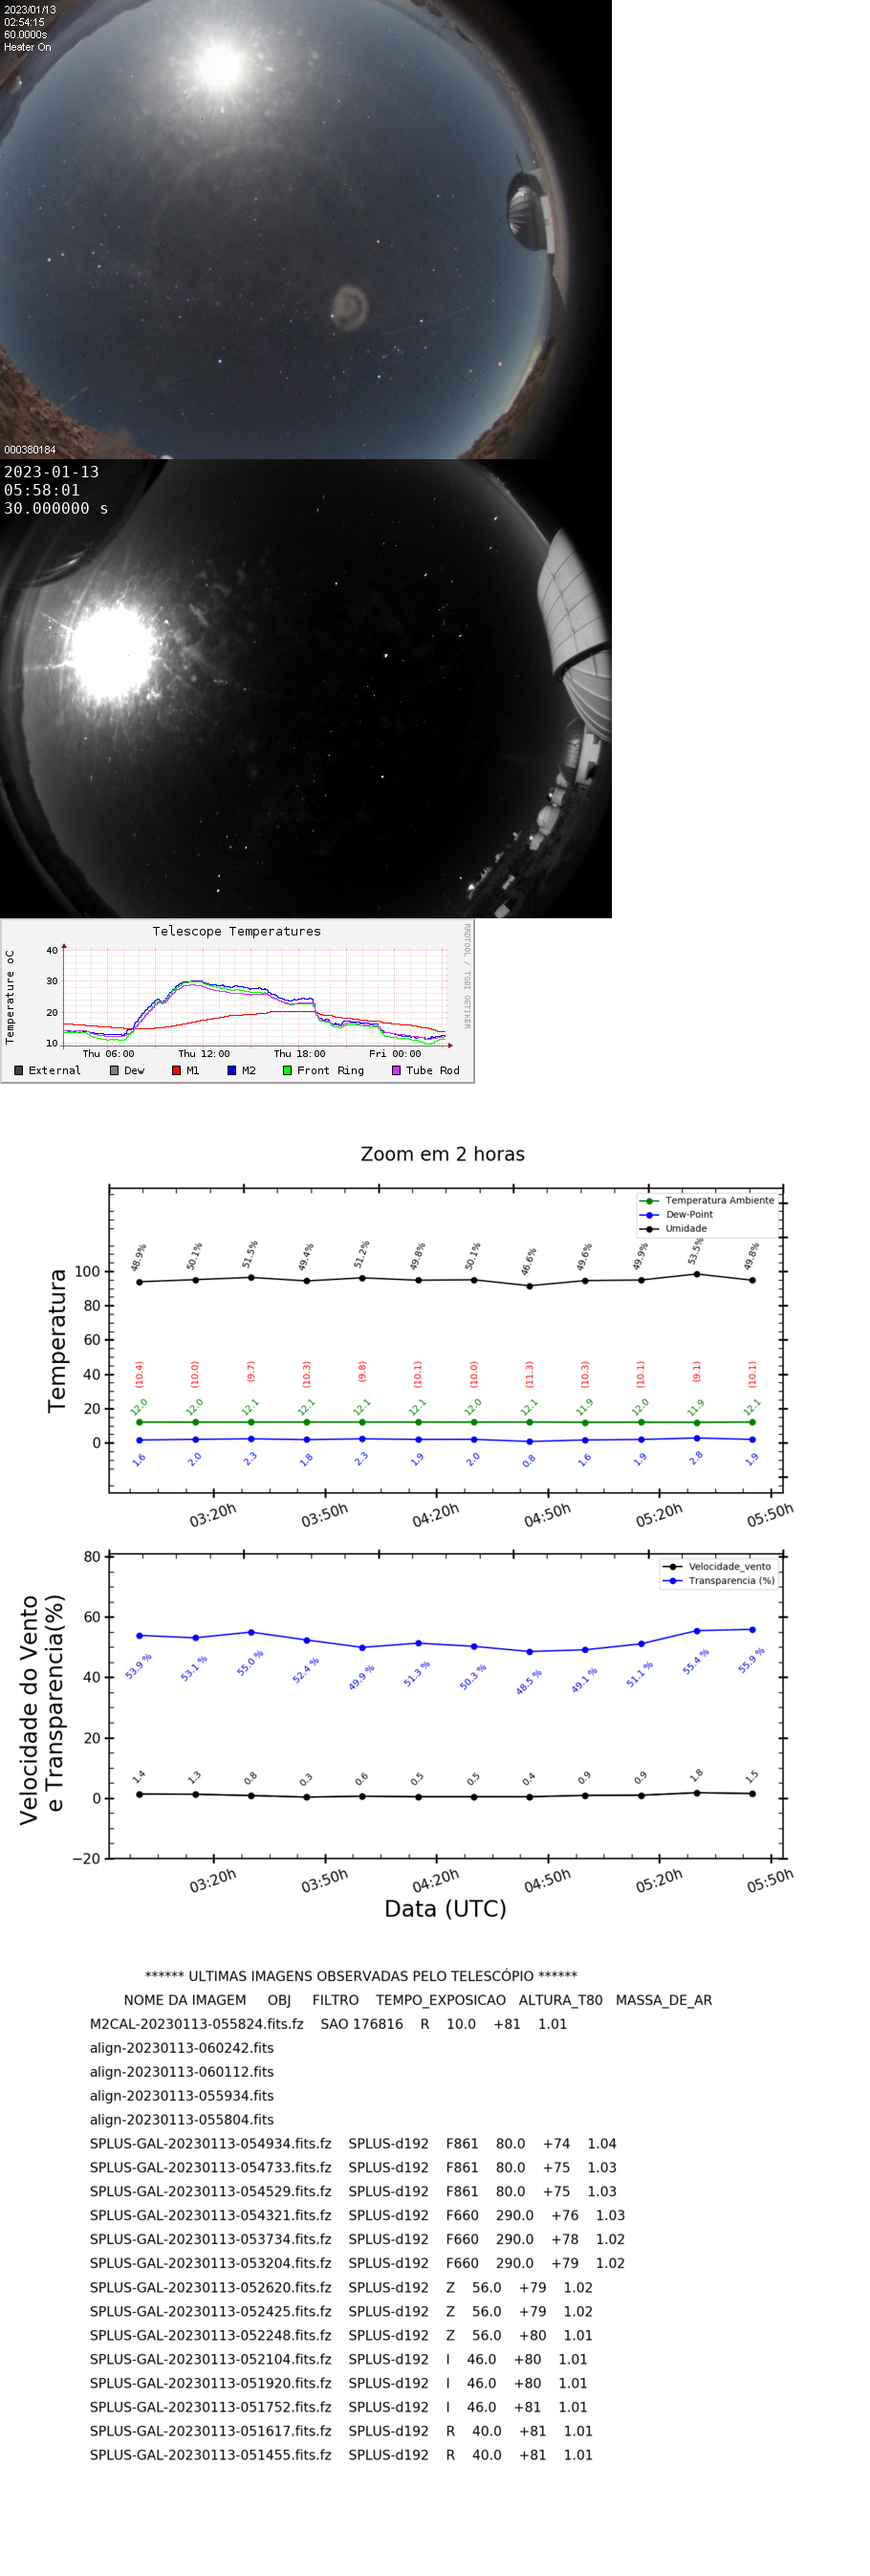 2023/01/13
02:54:15
60.0000s
Heater On
000380184
2023-01-13
05:58:01
30.000000 s
Telescope Temperatures
RRDTOOL / TOBI OETIKER
Temperature oC
40
30
20
10
Thu 06:00 Thu 12:00 Thu 18:00 Fri 00:00
External Dew M1 M2 Front Ring Tube Rod
Zoom em 2 horas
Temperatura Ambiente
Dew-Point
Umidade
48.9% 50.1% 51.5% 49.4% 51.2% 49.8% 50.1% 46.6% 49.6% 49.9% 53.5% 49.8%
Temperatura
100
80
60
40
20
0
(10.4) (10.0) (9.7) (10.3) (9.8) (10.1) (10.0) (11.3) (10.3) (10.1) (9.1) (10.1)
12.0 12.0 12.1 12.1 12.1 12.1 12.0 12.1 11.9 12.0 11.9 12.1
1.6 2.0 2.3 1.8 2.3 1.9 2.0 0.8 1.6 1.9 2.8 1.9
03:20h 03:50h 04:20h 04:50h 05:20h 05:50h
Velocidade_vento
Transparencia (%)
Velocidade do Vento
e Transparencia(%)
80
60
40
20
0
−20
53.9 % 53.1 % 55.0 % 52.4 % 49.9 % 51.3 % 50.3 % 48.5 % 49.1 % 51.1 % 55.4 % 55.9 %
1.4 1.3 0.8 0.3 0.6 0.5 0.5 0.4 0.9 0.9 1.8 1.5
03:20h 03:50h 04:20h 04:50h 05:20h 05:50h
Data (UTC)
****** ULTIMAS IMAGENS OBSERVADAS PELO TELESCÓPIO ******
NOME DA IMAGEM OBJ FILTRO TEMPO_EXPOSICAO ALTURA_T80 MASSA_DE_AR
M2CAL-20230113-055824.fits.fz SAO 176816 R 10.0 +81 1.01
align-20230113-060242.fits
align-20230113-060112.fits
align-20230113-055934.fits
align-20230113-055804.fits
SPLUS-GAL-20230113-054934.fits.fz SPLUS-d192 F861 80.0 +74 1.04
SPLUS-GAL-20230113-054733.fits.fz SPLUS-d192 F861 80.0 +75 1.03
SPLUS-GAL-20230113-054529.fits.fz SPLUS-d192 F861 80.0 +75 1.03
SPLUS-GAL-20230113-054321.fits.fz SPLUS-d192 F660 290.0 +76 1.03
SPLUS-GAL-20230113-053734.fits.fz SPLUS-d192 F660 290.0 +78 1.02
SPLUS-GAL-20230113-053204.fits.fz SPLUS-d192 F660 290.0 +79 1.02
SPLUS-GAL-20230113-052620.fits.fz SPLUS-d192 Z 56.0 +79 1.02
SPLUS-GAL-20230113-052425.fits.fz SPLUS-d192 Z 56.0 +79 1.02
SPLUS-GAL-20230113-052248.fits.fz SPLUS-d192 Z 56.0 +80 1.01
SPLUS-GAL-20230113-052104.fits.fz SPLUS-d192 I 46.0 +80 1.01
SPLUS-GAL-20230113-051920.fits.fz SPLUS-d192 I 46.0 +80 1.01
SPLUS-GAL-20230113-051752.fits.fz SPLUS-d192 I 46.0 +81 1.01
SPLUS-GAL-20230113-051617.fits.fz SPLUS-d192 R 40.0 +81 1.01
SPLUS-GAL-20230113-051455.fits.fz SPLUS-d192 R 40.0 +81 1.01